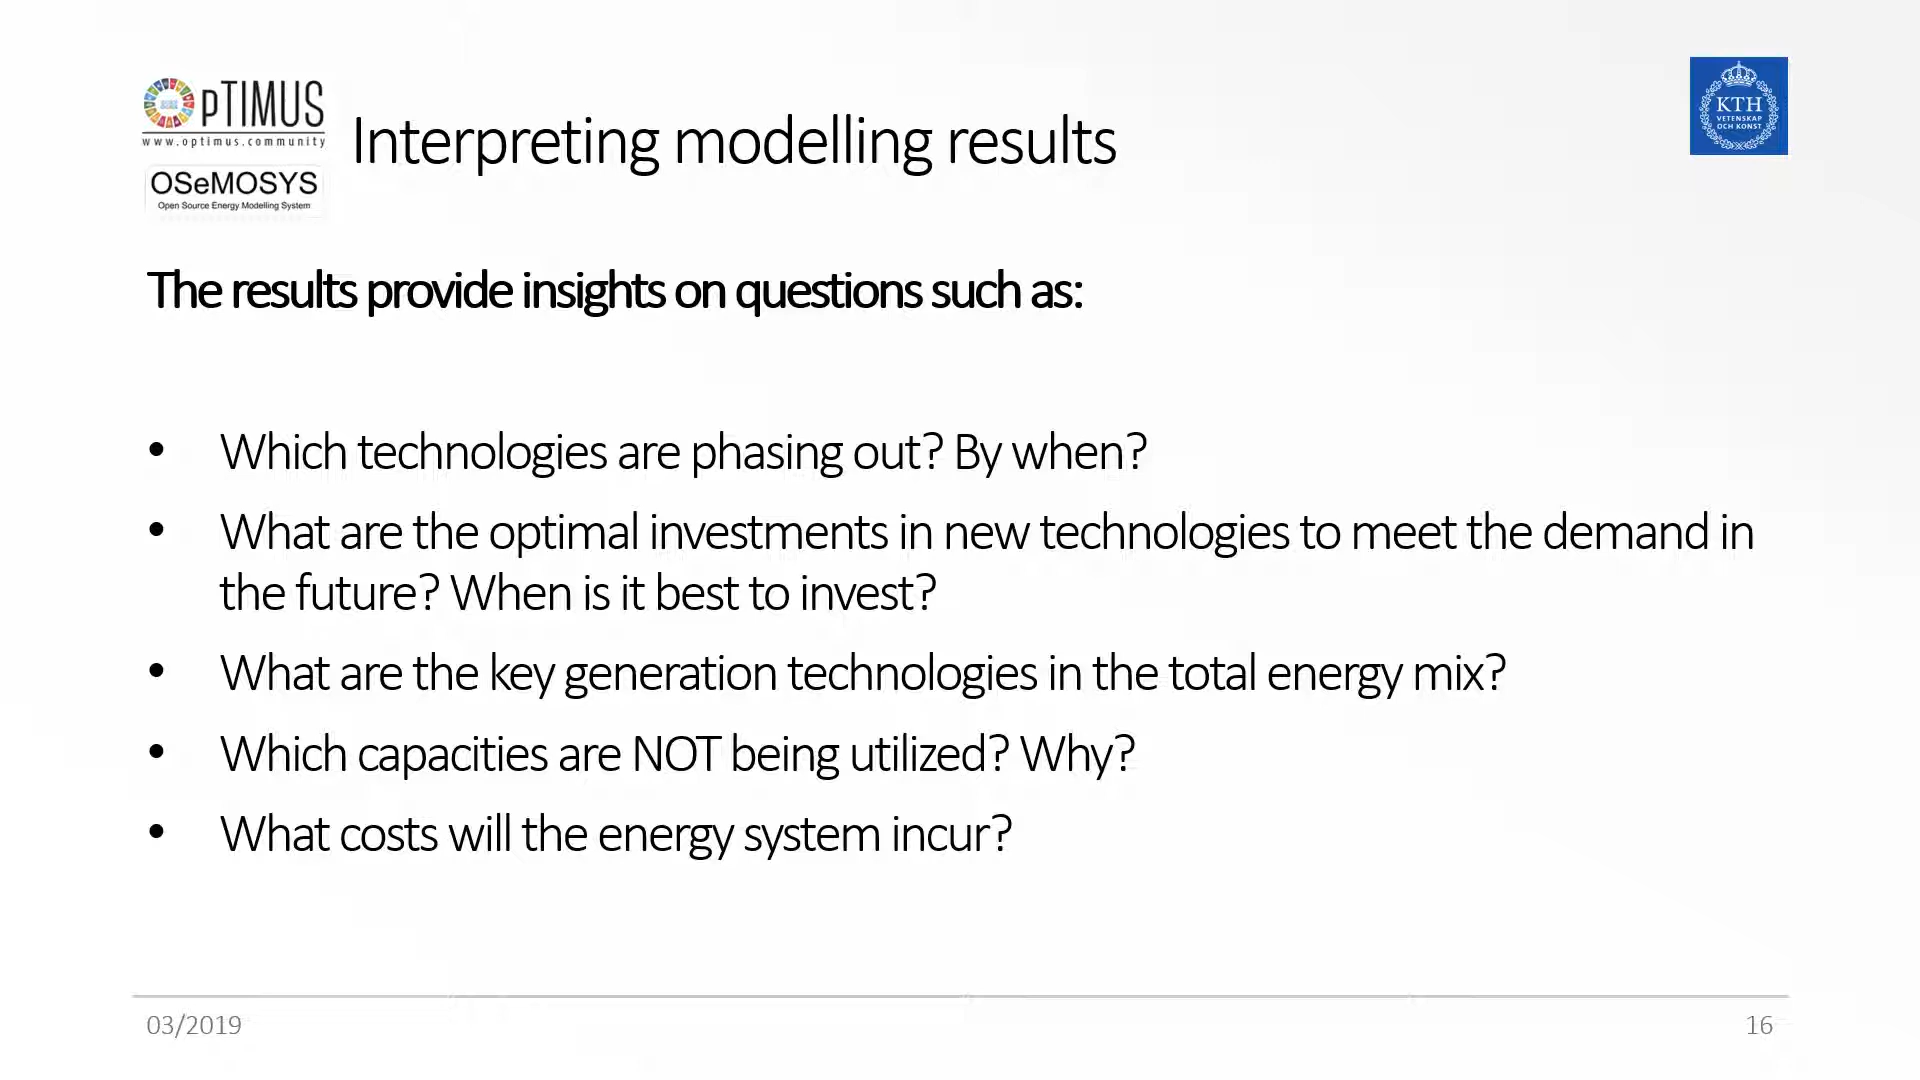 OpTIMUS
www.optimus.community
OSeMOSYS
Open Source Energy Modelling System
Interpreting modelling results
KTH
VETENSKAP
OCH KONST
The results provide insights on questions such as:
• Which technologies are phasing out? By when?
• What are the optimal investments in new technologies to meet the demand in
the future? When is it best to invest?
• What are the key generation technologies in the total energy mix?
• Which capacities are NOT being utilized? Why?
• What costs will the energy system incur?
03/2019
16